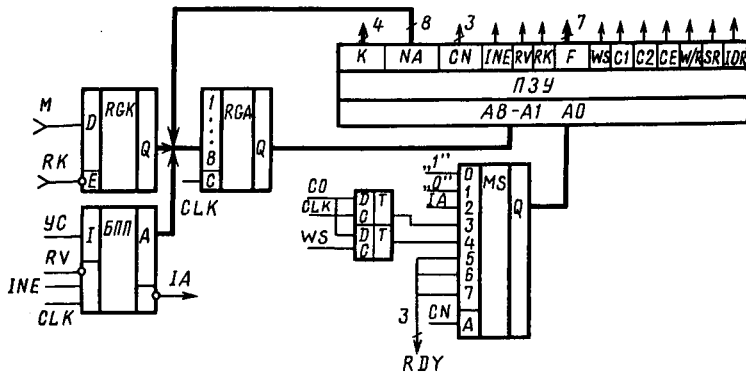 4
8
3
7
K NA CN INE RV RK F WS C1 C2 CE W/R SR IDR
ПЗУ
A8-A1 A0
M
RK
D
E
RGK
Q
1
8
C
RGA
Q
CLK
УС
RV
INE
CLK
I
БПП
A
IA
CO
CLK
WS
D
C
D
C
T
T
„1"
„0"
IA
0
1
2
3
4
5
6
7
A
MS
Q
3
CN
RDY